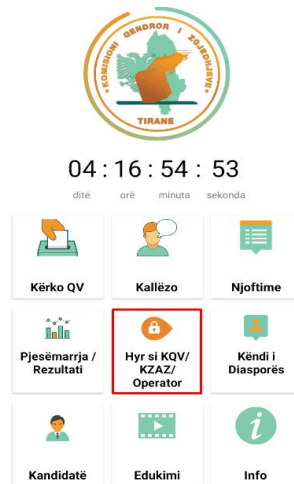 KOMISIONI QENDROR I ZGJEDHJEVE
TIRANE
04 : 16 : 54 : 53
ditë orë minuta sekonda
Kërko QV
Kallëzo
Njoftime
Pjesëmarrja /
Rezultati
Hyr si KQV/
KZAZ/
Operator
Këndi i
Diasporës
Kandidatë
Edukimi
Info